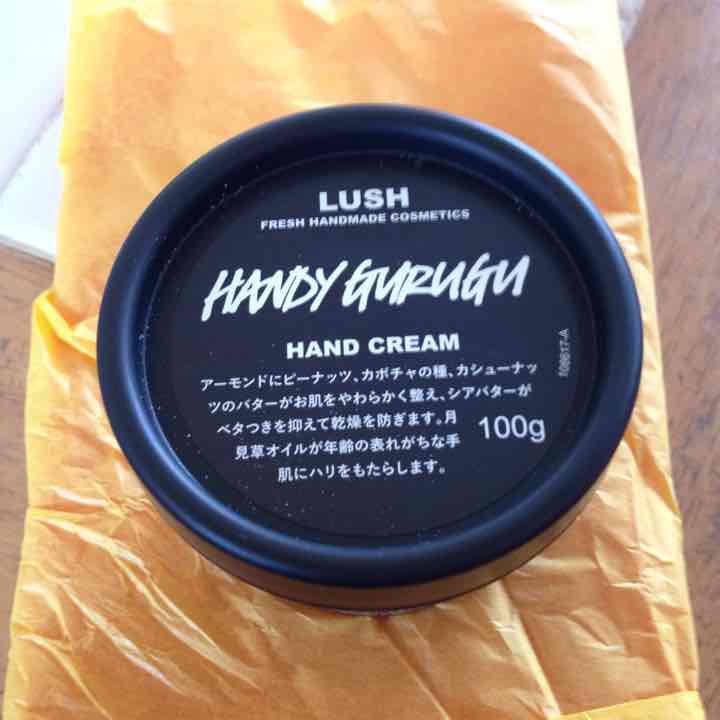 LUSH
FRESH HANDMADE COSMETICS
HANDY GURUGU
HAND CREAM
アーモンドにピーナッツ、カボチャの種、カシューナッ
ツのバターがお肌をやわらかく整え、シアバターが
ベタつきを抑えて乾燥を防ぎます。月
見草オイルが年齢の表れがちな手
肌にハリをもたらします。
100g